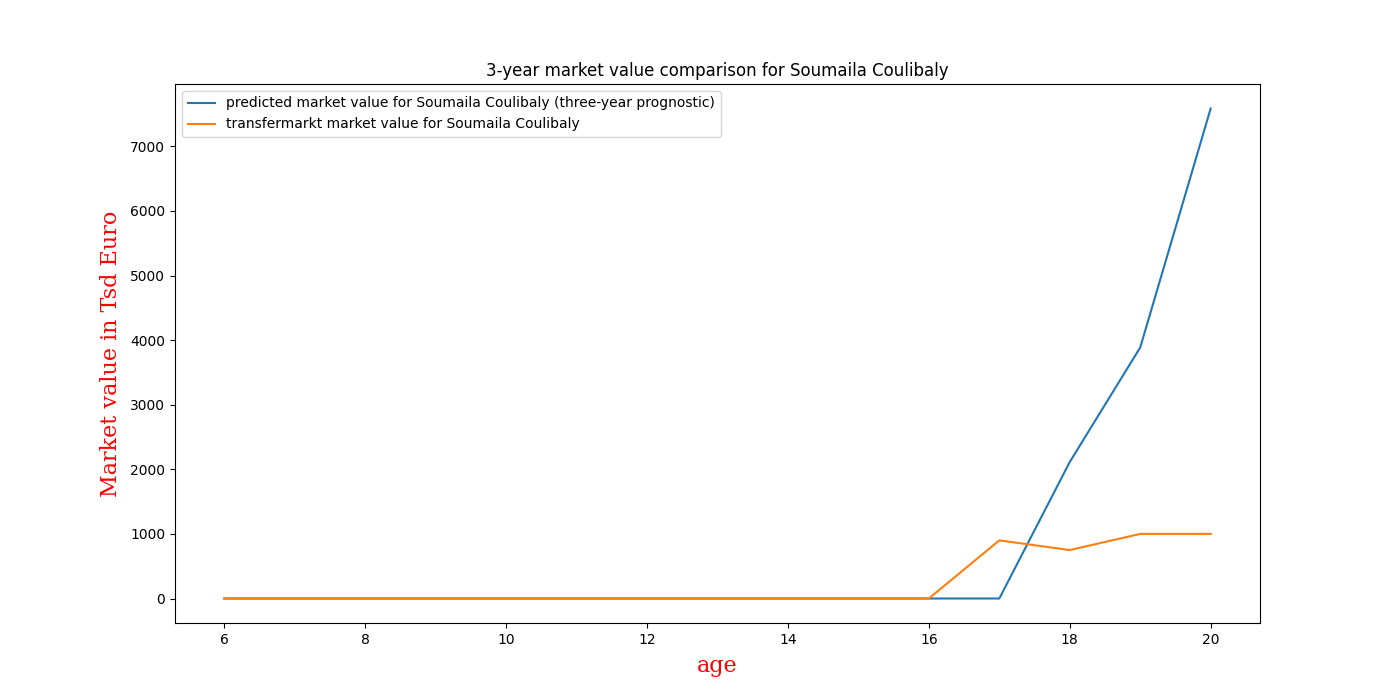 3-year market value comparison for Soumaila Coulibaly
predicted market value for Soumaila Coulibaly (three-year prognostic)
transfermarkt market value for Soumaila Coulibaly
Market value in Tsd Euro
7000
6000
5000
4000
3000
2000
1000
0
6 8 10 12 14 16 18 20
age